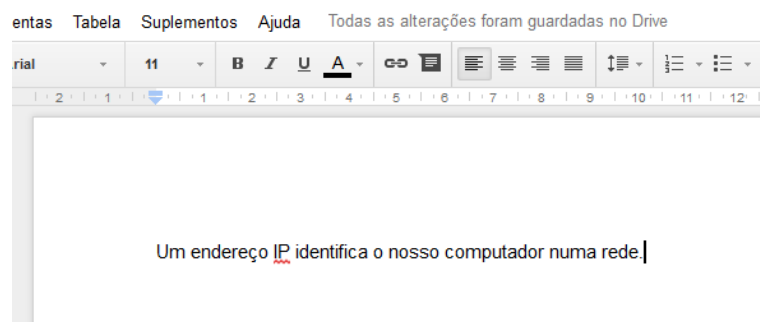 entas Tabela Suplementos Ajuda Todas as alterações foram guardadas no Drive
rial 11 B I U A
2 1 1 2 3 4 5 6 7 8 9 10 11 12
Um endereço IP identifica o nosso computador numa rede.